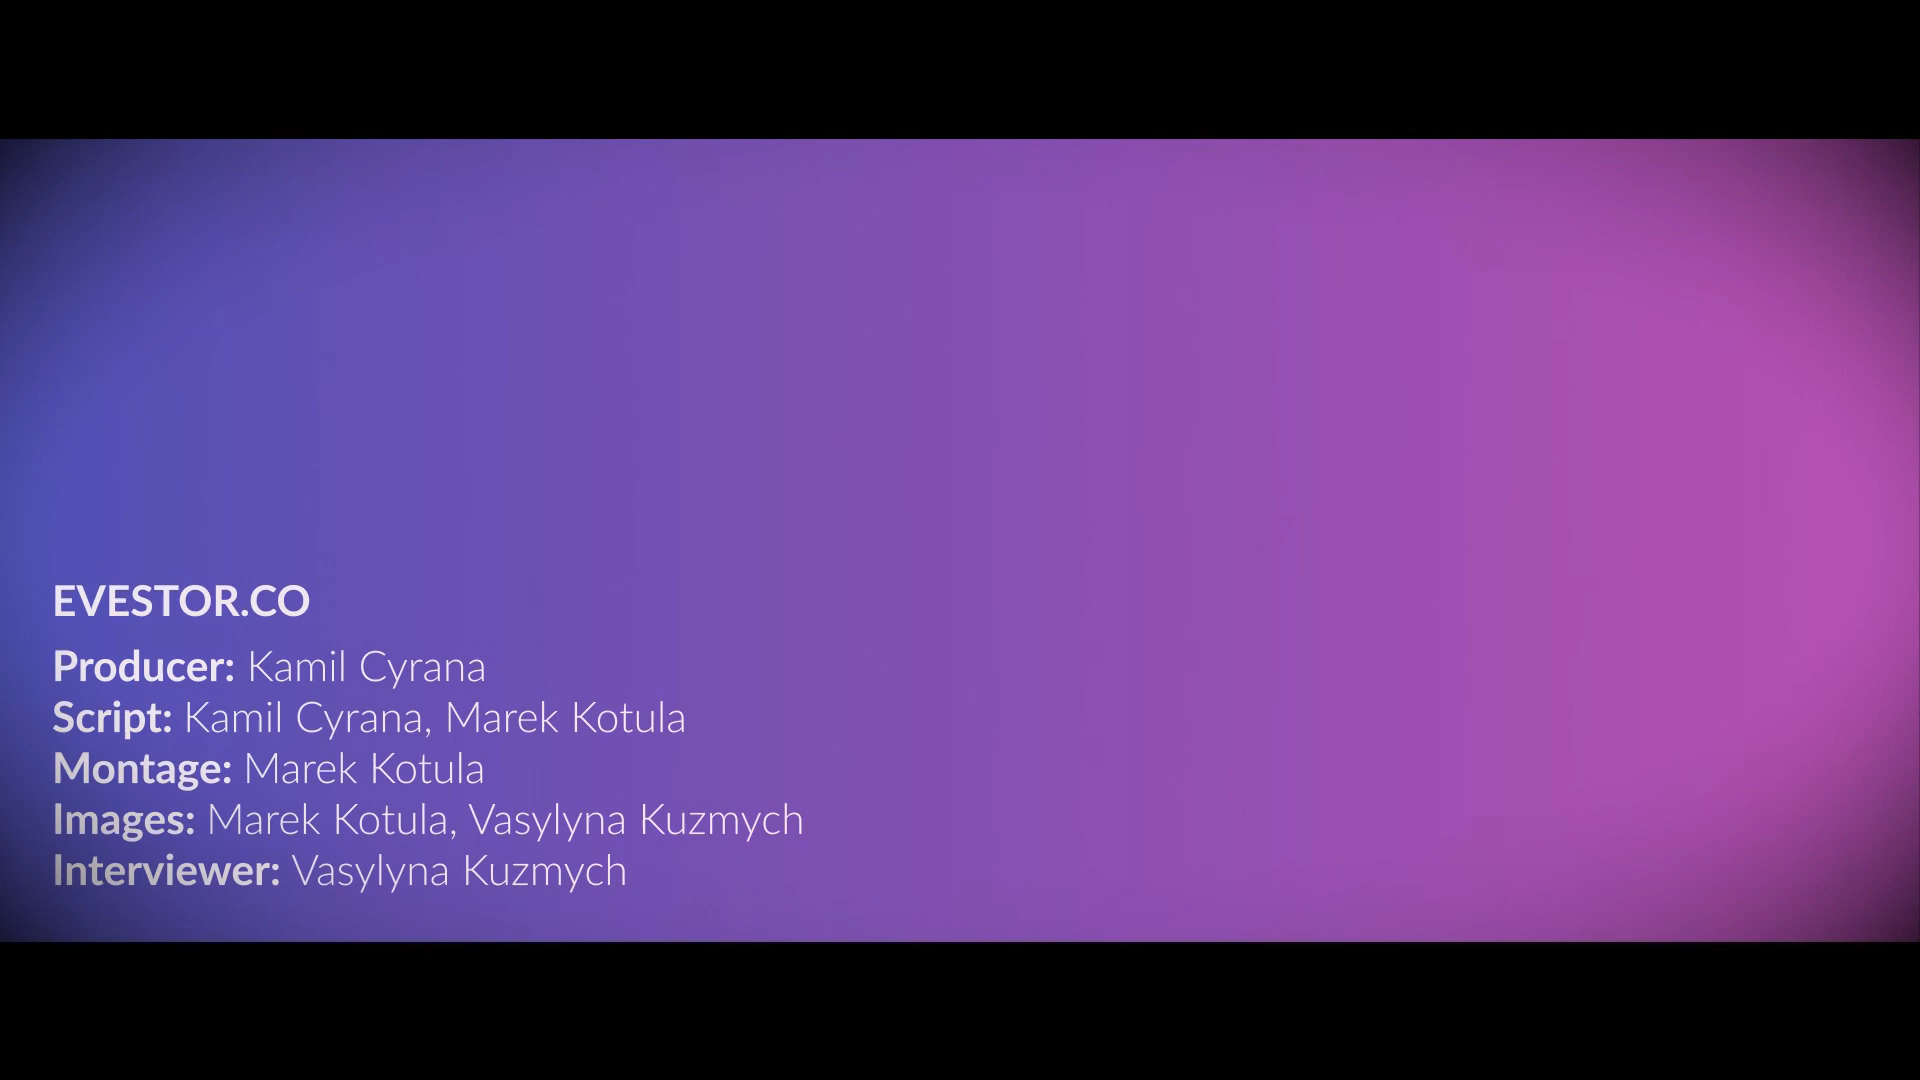 EVESTOR.CO
Producer: Kamil Cyrana
Script: Kamil Cyrana, Marek Kotula
Montage: Marek Kotula
Images: Marek Kotula, Vasylyna Kuzmych
Interviewer: Vasylyna Kuzmych